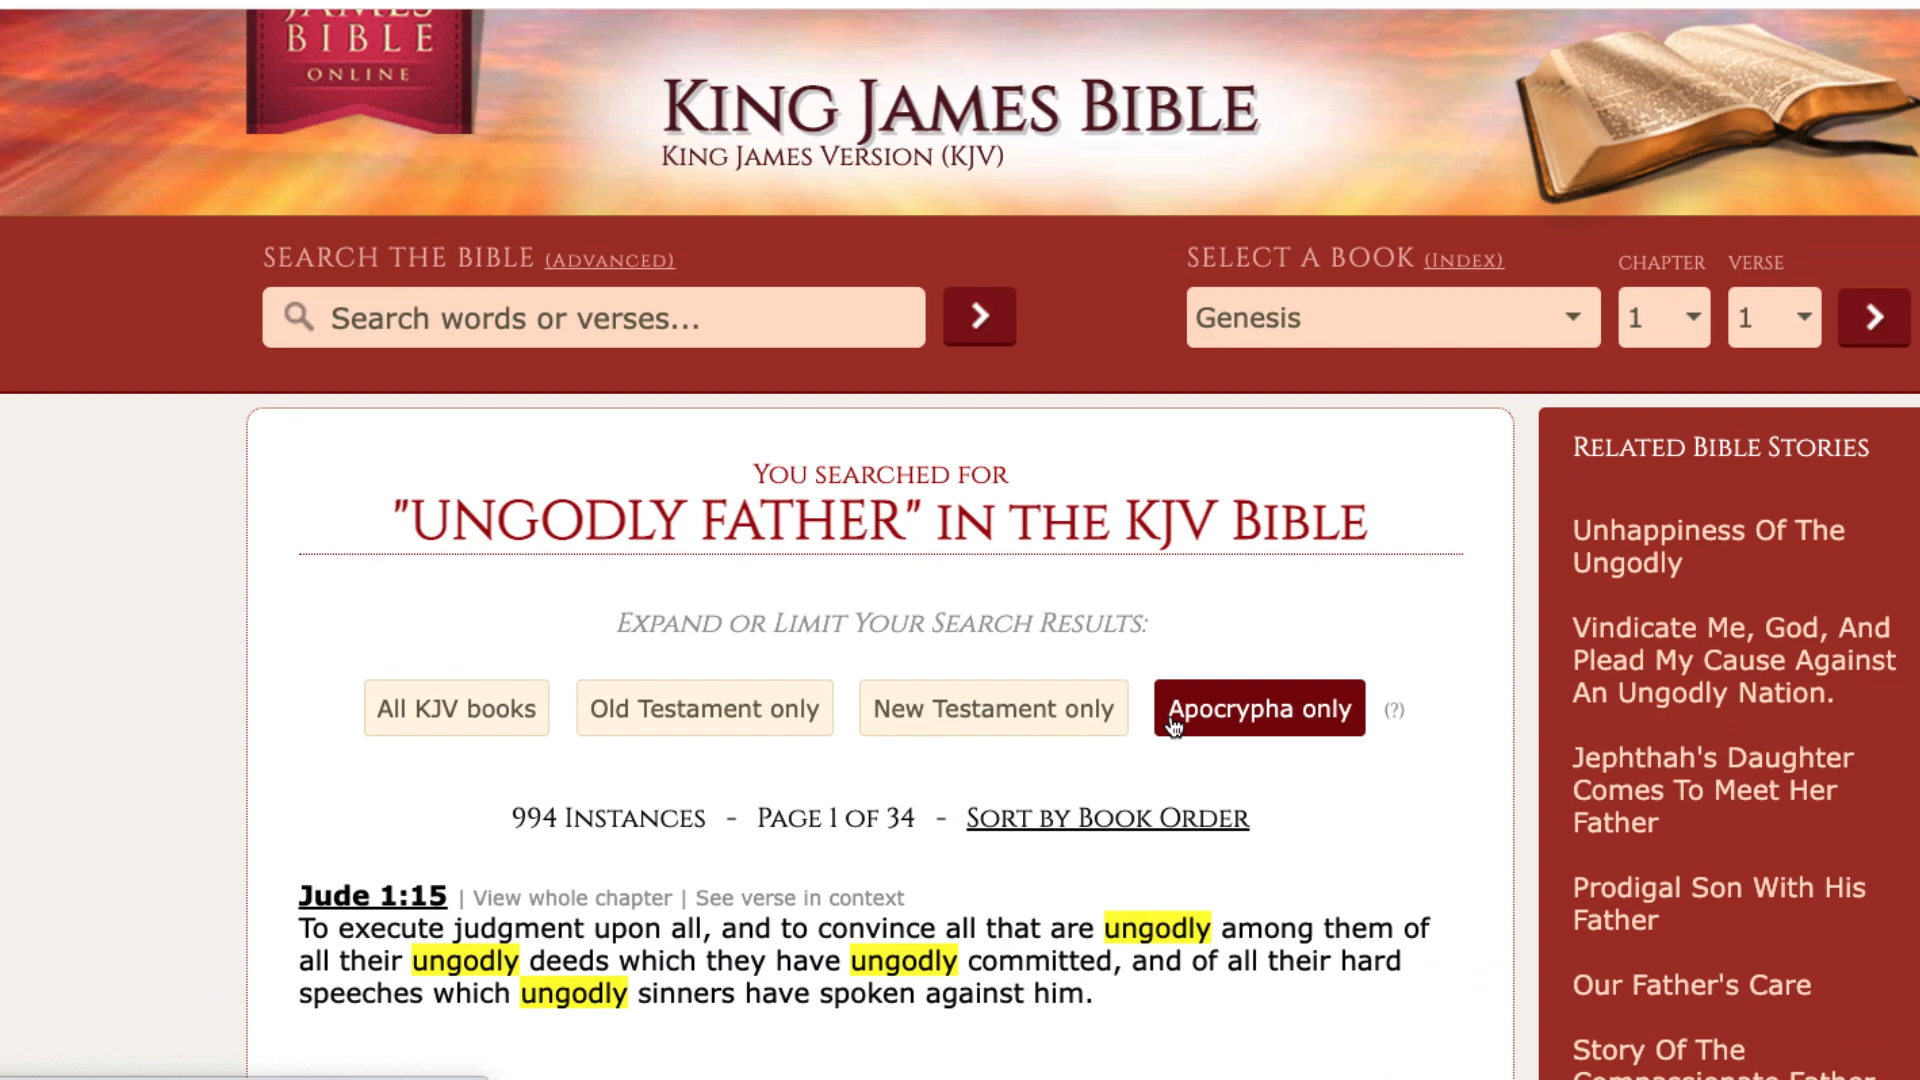 JAMES
BIBLE
ONLINE
KING JAMES BIBLE
KING JAMES VERSION (KJV)
SEARCH THE BIBLE (ADVANCED)
Search words or verses...
SELECT A BOOK (INDEX)
CHAPTER
VERSE
Genesis
1
1
YOU SEARCHED FOR
"UNGODLY FATHER" IN THE KJV BIBLE
EXPAND OR LIMIT YOUR SEARCH RESULTS:
All KJV books
Old Testament only
New Testament only
Apocrypha only
(?)
994 INSTANCES - PAGE 1 OF 34 - SORT BY BOOK ORDER
Jude 1:15 | View whole chapter | See verse in context
To execute judgment upon all, and to convince all that are ungodly among them of
all their ungodly deeds which they have ungodly committed, and of all their hard
speeches which ungodly sinners have spoken against him.
RELATED BIBLE STORIES
Unhappiness Of The
Ungodly
Vindicate Me, God, And
Plead My Cause Against
An Ungodly Nation.
Jephthah's Daughter
Comes To Meet Her
Father
Prodigal Son With His
Father
Our Father's Care
Story Of The
Compassionate Father